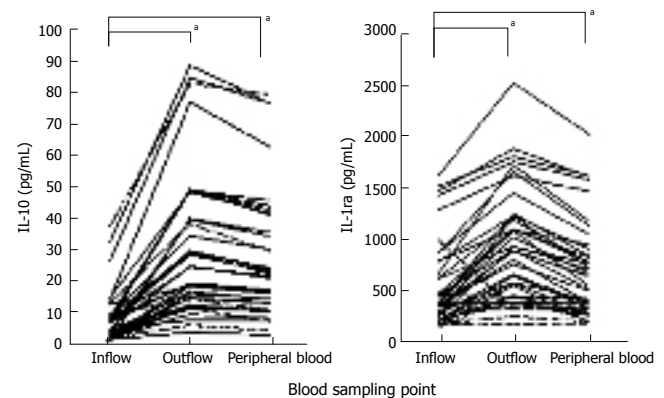 a
a
100
90
80
70
60
50
40
30
20
10
0
IL-10 (pg/mL)
Inflow Outflow Peripheral blood
a
a
3000
2500
2000
1500
1000
500
0
IL-1ra (pg/mL)
Inflow Outflow Peripheral blood
Blood sampling point